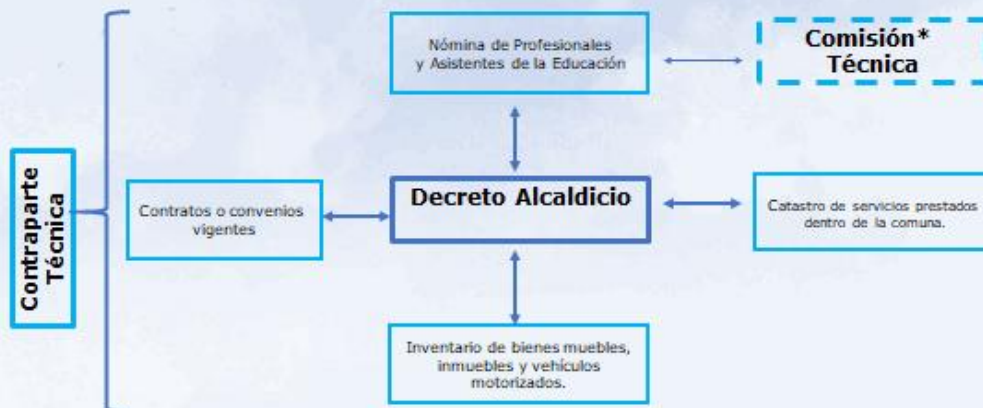 Contraparte
Técnica
Nómina de Profesionales
y Asistentes de la Educación
Comisión*
Técnica
Contratos o convenios
vigentes
Decreto Alcaldicio
Catastro de servicios prestados
dentro de la comuna.
Inventario de bienes muebles,
inmuebles y vehículos
motorizados.